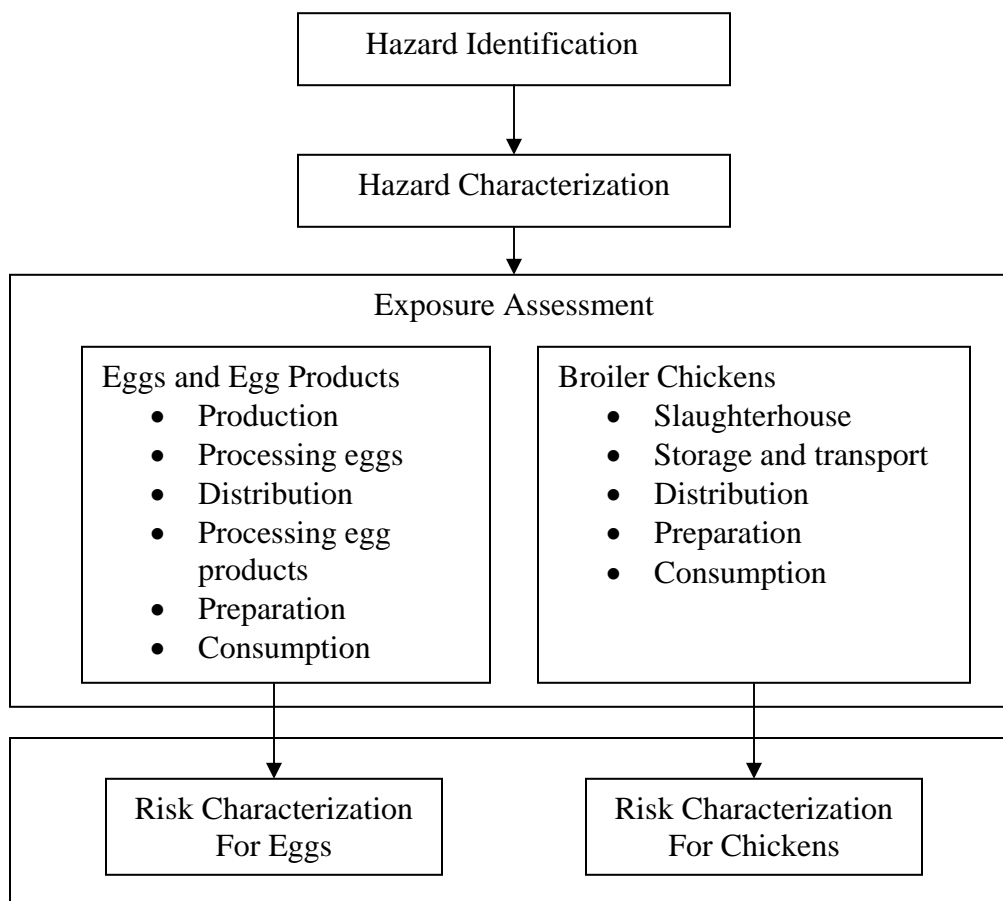 Hazard Identification
Hazard Characterization
Exposure Assessment
Eggs and Egg Products
• Production
• Processing eggs
• Distribution
• Processing egg
products
• Preparation
• Consumption
Broiler Chickens
• Slaughterhouse
• Storage and transport
• Distribution
• Preparation
• Consumption
Risk Characterization
For Eggs
Risk Characterization
For Chickens